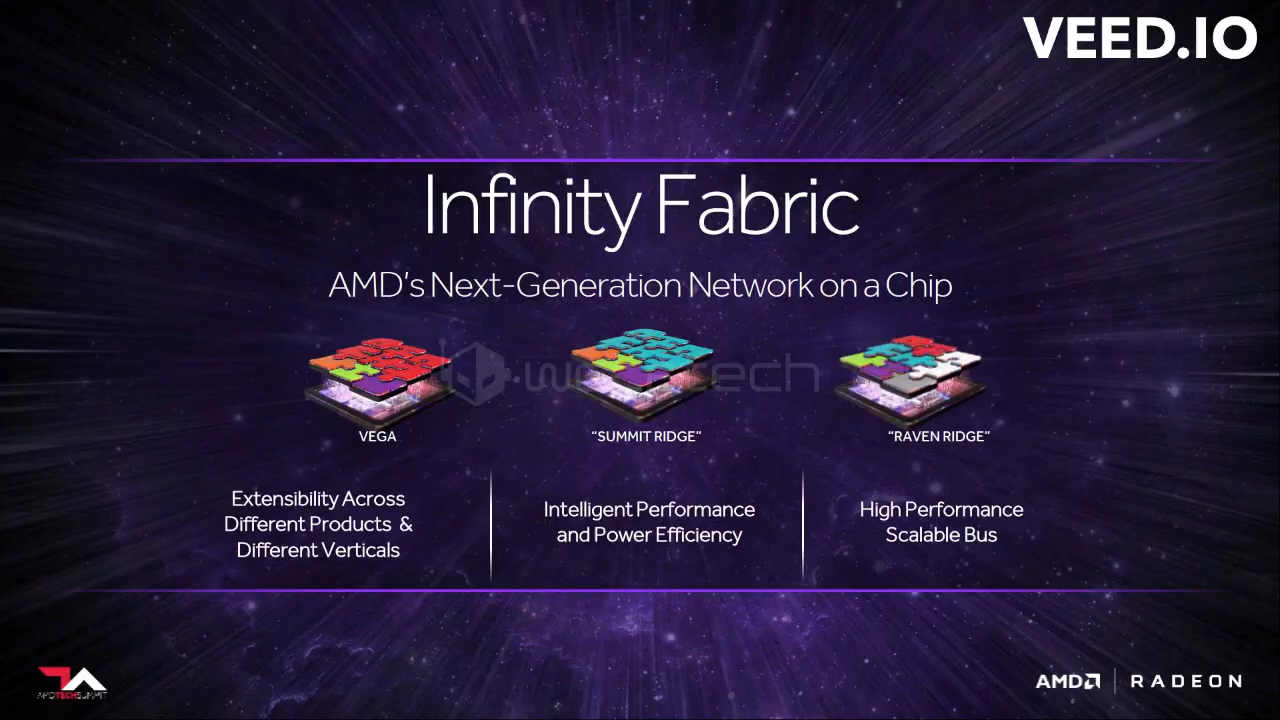 VEED.IO
Infinity Fabric
AMD's Next-Generation Network on a Chip
VEGA
"SUMMIT RIDGE"
"RAVEN RIDGE"
Extensibility Across
Different Products &
Different Verticals
Intelligent Performance
and Power Efficiency
High Performance
Scalable Bus
AMDTECHSUMMIT
AMD
RADEON